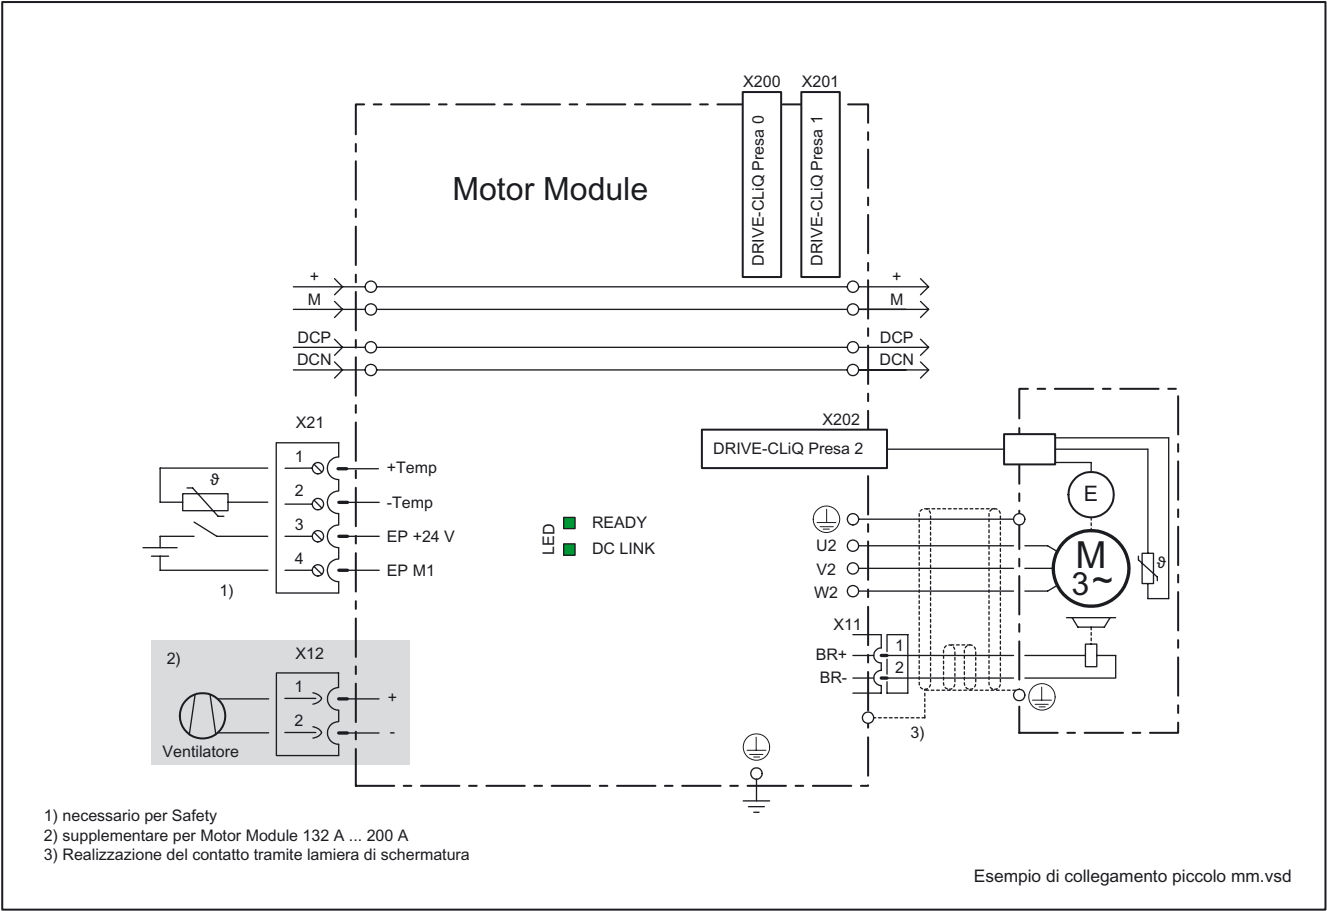 X200 X201
DRIVE-CLiQ Presa 0
DRIVE-CLiQ Presa 1
Motor Module
+ +
M M
DCP DCP
DCN DCN
X21
1 +Temp
2 -Temp
3 EP +24 V
4 EP M1
ϑ
1)
X202
DRIVE-CLiQ Presa 2
LED
READY
DC LINK
E
M
3~
ϑ
U2
V2
W2
X11
BR+ 1
BR- 2
3)
2)
X12
1 +
2 -
Ventilatore
1) necessario per Safety
2) supplementare per Motor Module 132 A ... 200 A
3) Realizzazione del contatto tramite lamiera di schermatura
Esempio di collegamento piccolo mm.vsd